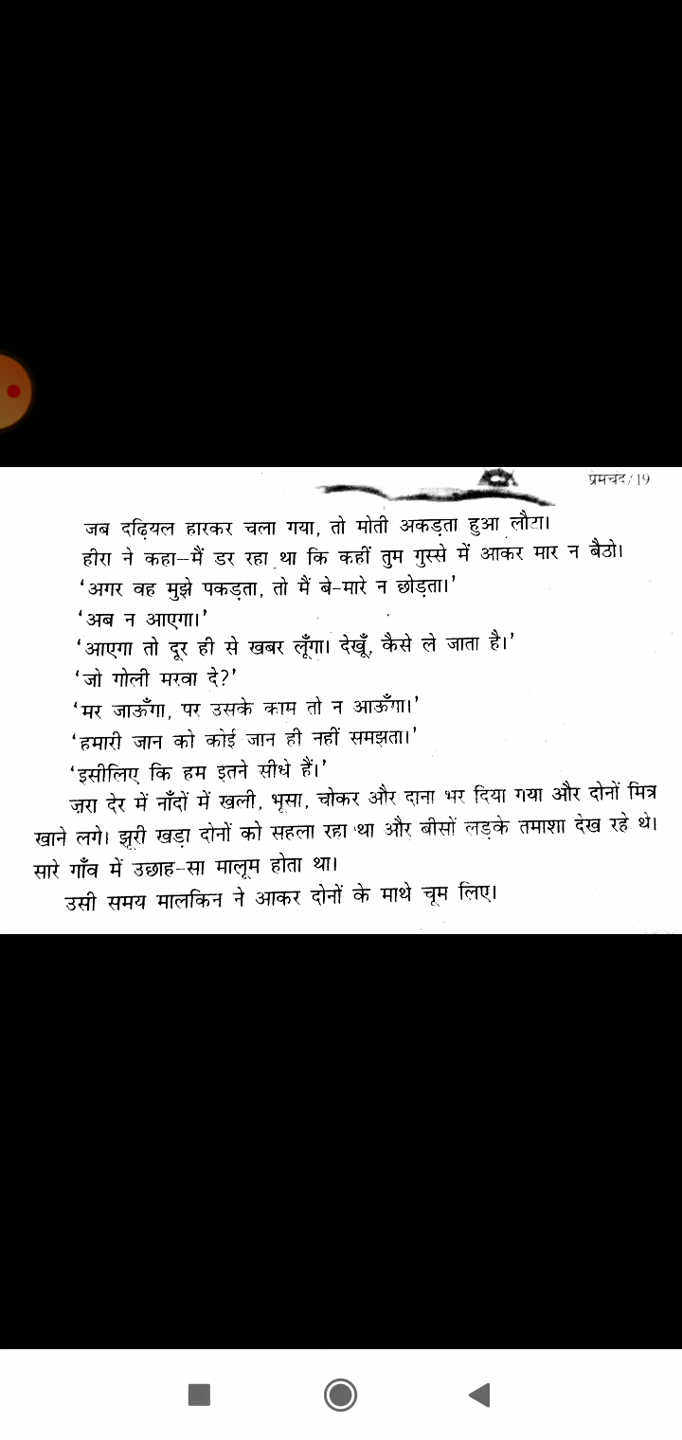 प्रेमचंद/19
जब दढ़ियल हारकर चला गया, तो मोती अकड़ता हुआ लौटा।
हीरा ने कहा—मैं डर रहा था कि कहीं तुम गुस्से में आकर मार न बैठो।
‘अगर वह मुझे पकड़ता, तो मैं बे-मारे न छोड़ता।’
‘अब न आएगा।’
‘आएगा तो दूर ही से खबर लूँगा। देखूँ, कैसे ले जाता है।’
‘जो गोली मरवा दे?’
‘मर जाऊँगा, पर उसके काम तो न आऊँगा।’
‘हमारी जान को कोई जान ही नहीं समझता।’
‘इसीलिए कि हम इतने सीधे हैं।’
ज़रा देर में नाँदों में खली, भूसा, चोकर और दाना भर दिया गया और दोनों मित्र
खाने लगे। झूरी खड़ा दोनों को सहला रहा था और बीसों लड़के तमाशा देख रहे थे।
सारे गाँव में उछाह-सा मालूम होता था।
उसी समय मालकिन ने आकर दोनों के माथे चूम लिए।